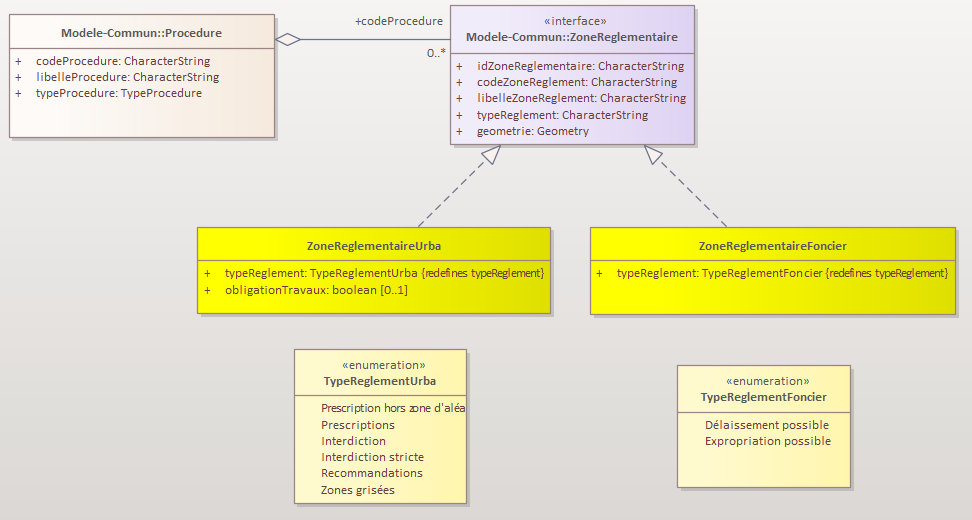 Modele-Commun::Procedure
+ codeProcedure: CharacterString
+ libelleProcedure: CharacterString
+ typeProcedure: TypeProcedure
+codeProcedure
0..*
«interface»
Modele-Commun::ZoneReglementaire
+ idZoneReglementaire: CharacterString
+ codeZoneReglement: CharacterString
+ libelleZoneReglement: CharacterString
+ typeReglement: CharacterString
+ geometrie: Geometry
ZoneReglementaireUrba
+ typeReglement: TypeReglementUrba {redefines typeReglement}
+ obligationTravaux: boolean [0..1]
ZoneReglementaireFoncier
+ typeReglement: TypeReglementFoncier {redefines typeReglement}
«enumeration»
TypeReglementUrba
Prescription hors zone d'aléa
Prescriptions
Interdiction
Interdiction stricte
Recommandations
Zones grisées
«enumeration»
TypeReglementFoncier
Délaissement possible
Expropriation possible